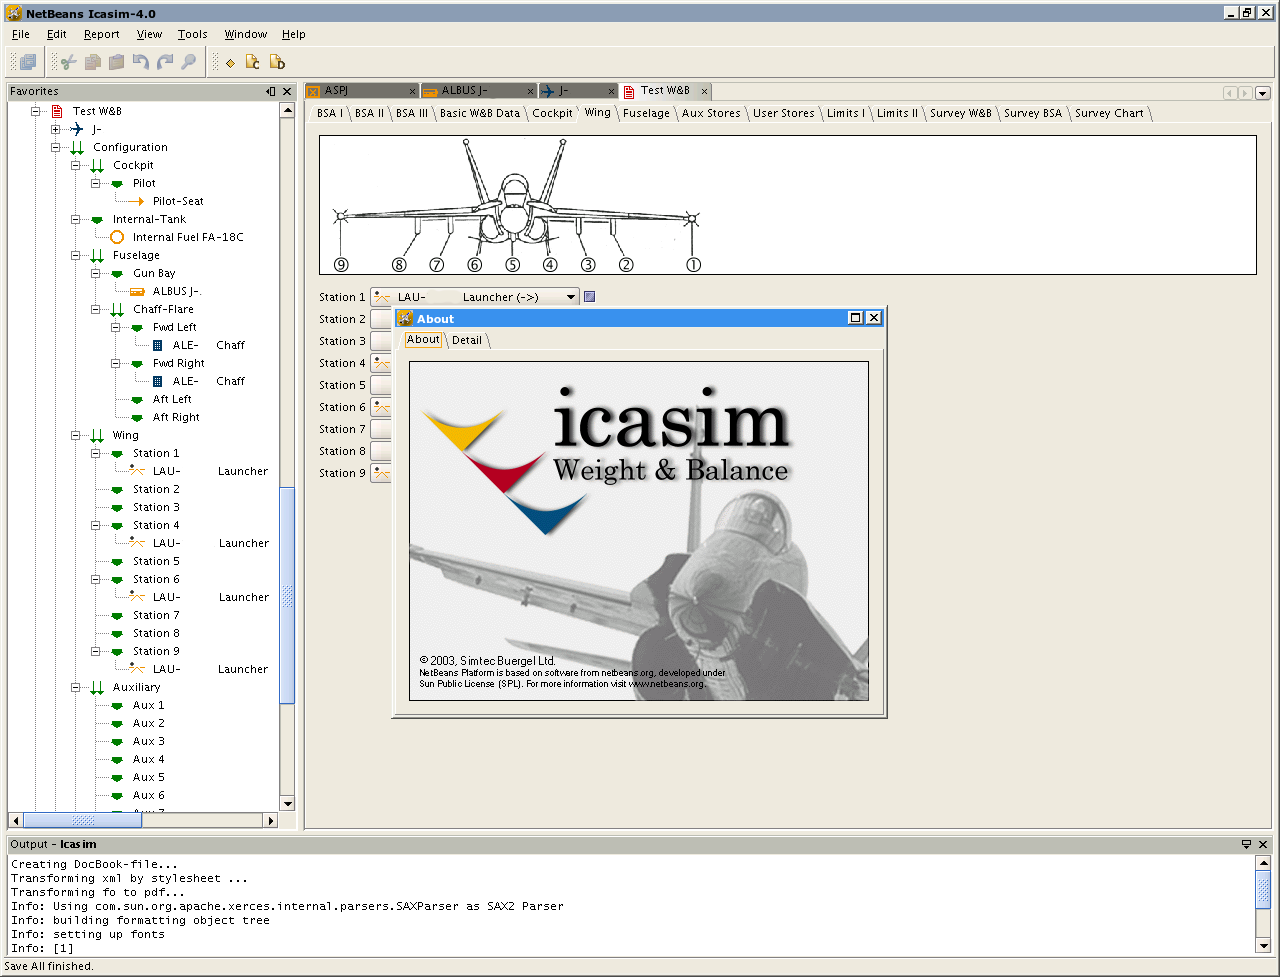 NetBeans Icasim-4.0
File Edit Report View Tools Window Help
Favorites
Test W&B
J-
Configuration
Cockpit
Pilot
Pilot-Seat
Internal-Tank
Internal Fuel FA-18C
Fuselage
Gun Bay
ALBUS J-.
Chaff-Flare
Fwd Left
ALE- Chaff
Fwd Right
ALE- Chaff
Aft Left
Aft Right
Wing
Station 1
LAU- Launcher
Station 2
Station 3
Station 4
LAU- Launcher
Station 5
Station 6
LAU- Launcher
Station 7
Station 8
Station 9
LAU- Launcher
Auxiliary
Aux 1
Aux 2
Aux 3
Aux 4
Aux 5
Aux 6
ASPJ ALBUS J- J- Test W&B
BSA I BSA II BSA III Basic W&B Data Cockpit Wing Fuselage Aux Stores User Stores Limits I Limits II Survey W&B Survey BSA Survey Chart
⑨ ⑧ ⑦ ⑥ ⑤ ④ ③ ② ①
Station 1 LAU- Launcher (->)
Station 2
Station 3
Station 4
Station 5
Station 6
Station 7
Station 8
Station 9
About
About Detail
icasim
Weight & Balance
© 2003, Simtec Buergel Ltd.
NetBeans Platform is based on software from netbeans.org, developed under
Sun Public License (SPL). For more information visit www.netbeans.org.
Output - Icasim
Creating DocBook-file...
Transforming xml by stylesheet ...
Transforming fo to pdf...
Info: Using com.sun.org.apache.xerces.internal.parsers.SAXParser as SAX2 Parser
Info: building formatting object tree
Info: setting up fonts
Info: [1]
Save All finished.